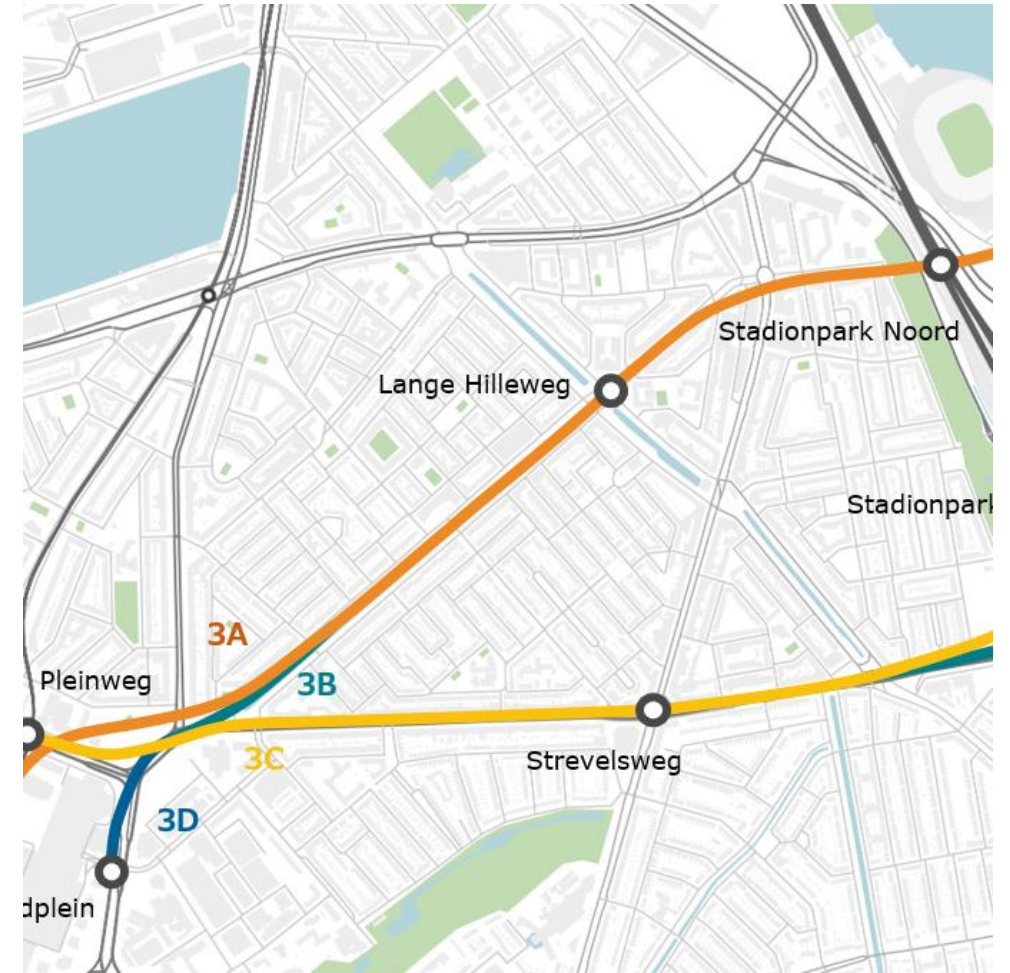 Stadionpark Noord
Lange Hilleweg
Stadionpark
3A
Pleinweg
3B
3C
Strevelsweg
3D
dplein